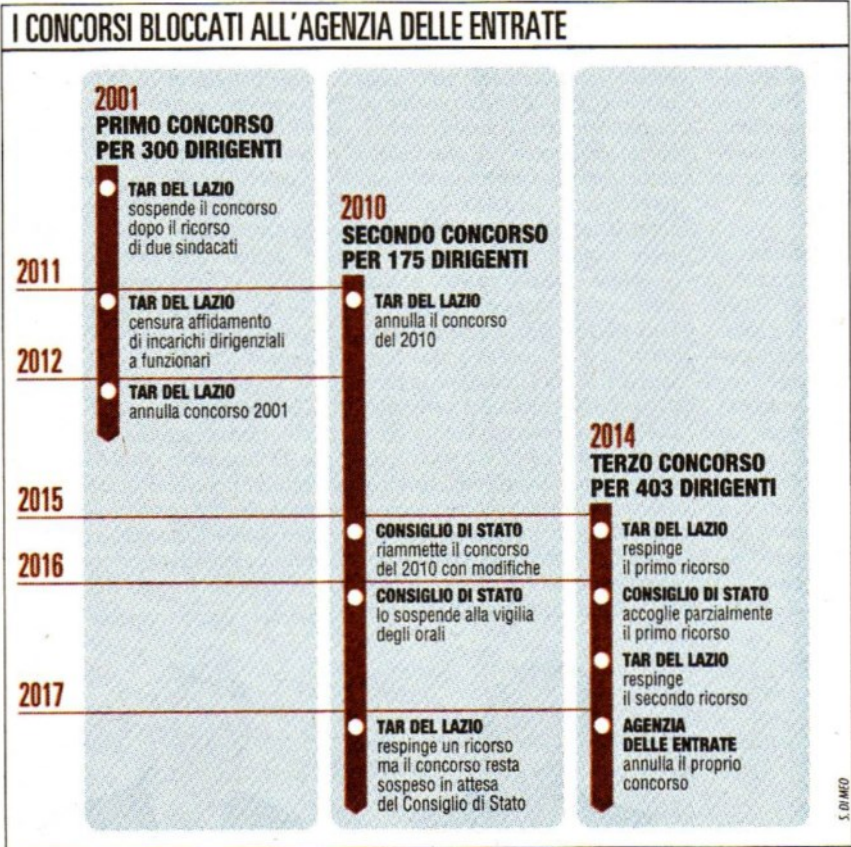 I CONCORSI BLOCCATI ALL'AGENZIA DELLE ENTRATE
2001
PRIMO CONCORSO
PER 300 DIRIGENTI
TAR DEL LAZIO
sospende il concorso
dopo il ricorso
di due sindacati
2011
TAR DEL LAZIO
censura affidamento
di incarichi dirigenziali
a funzionari
2012
TAR DEL LAZIO
annulla concorso 2001
2010
SECONDO CONCORSO
PER 175 DIRIGENTI
TAR DEL LAZIO
annulla il concorso
del 2010
2015
CONSIGLIO DI STATO
riammette il concorso
del 2010 con modifiche
2016
CONSIGLIO DI STATO
lo sospende alla vigilia
degli orali
2017
TAR DEL LAZIO
respinge un ricorso
ma il concorso resta
sospeso in attesa
del Consiglio di Stato
2014
TERZO CONCORSO
PER 403 DIRIGENTI
TAR DEL LAZIO
respinge
il primo ricorso
CONSIGLIO DI STATO
accoglie parzialmente
il primo ricorso
TAR DEL LAZIO
respinge
il secondo ricorso
AGENZIA
DELLE ENTRATE
annulla il proprio
concorso
S. DI MEO